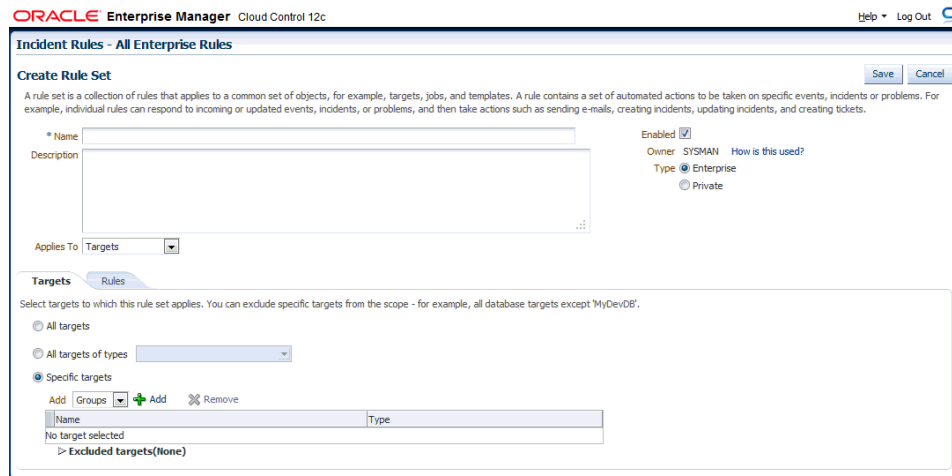 ORACLE Enterprise Manager Cloud Control 12c
Help Log Out
Incident Rules - All Enterprise Rules
Create Rule Set
Save Cancel
A rule set is a collection of rules that applies to a common set of objects, for example, targets, jobs, and templates. A rule contains a set of automated actions to be taken on specific events, incidents or problems. For
example, individual rules can respond to incoming or updated events, incidents, or problems, and then take actions such as sending e-mails, creating incidents, updating incidents, and creating tickets.
* Name
Enabled
Description
Owner SYSMAN How is this used?
Type Enterprise
Private
Applies To Targets
Targets Rules
Select targets to which this rule set applies. You can exclude specific targets from the scope - for example, all database targets except 'MyDevDB'.
All targets
All targets of types
Specific targets
Add Groups Add Remove
Name Type
No target selected
Excluded targets(None)